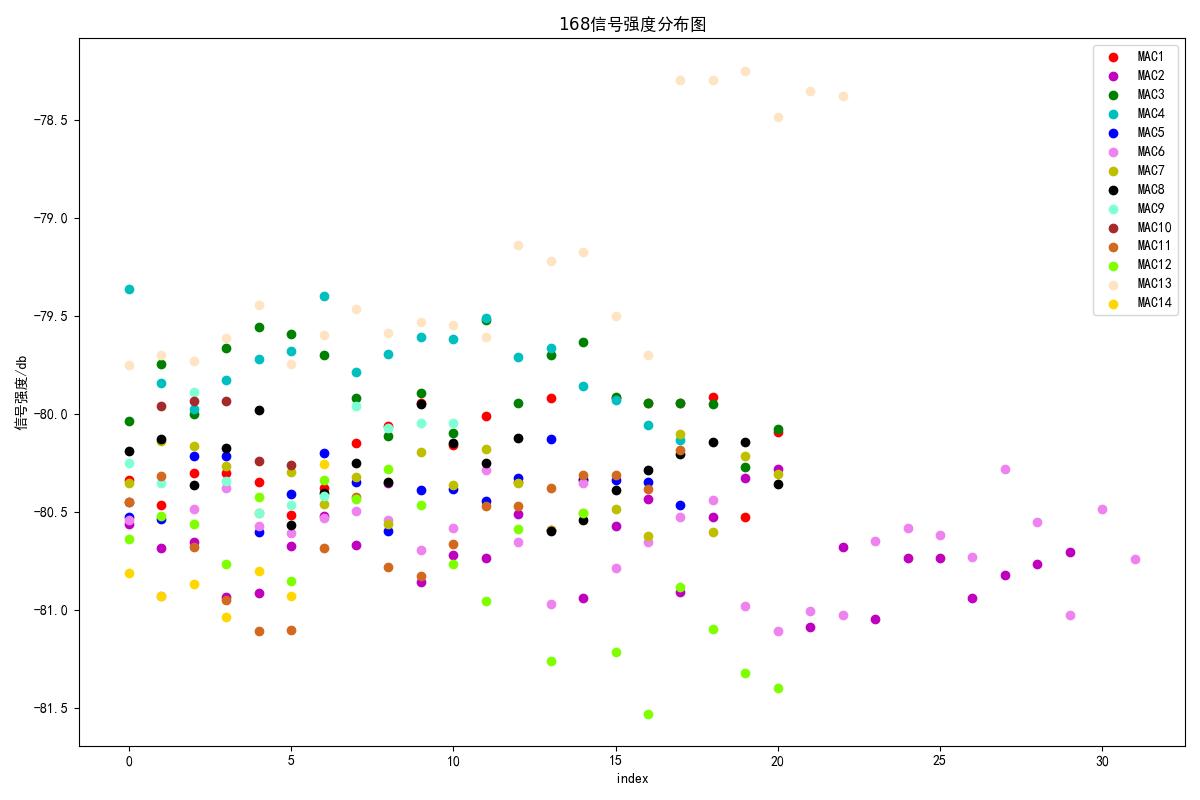 168信号强度分布图
信号强度/db
−78.5
−79.0
−79.5
−80.0
−80.5
−81.0
−81.5
0
5
10
15
20
25
30
index
MAC1
MAC2
MAC3
MAC4
MAC5
MAC6
MAC7
MAC8
MAC9
MAC10
MAC11
MAC12
MAC13
MAC14